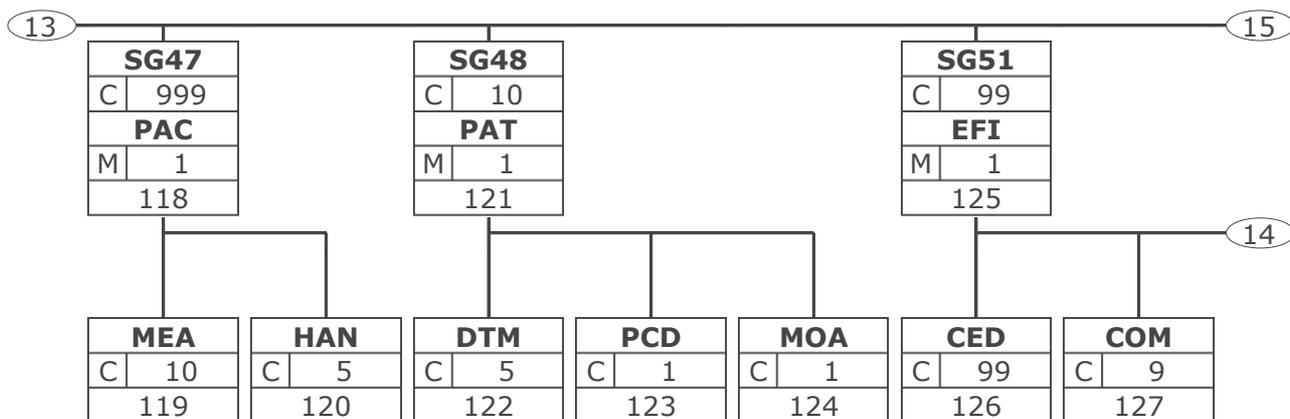 13
15
SG47 SG48 SG51
C 999 C 10 C 99
PAC PAT EFI
M 1 M 1 M 1
118 121 125
14
MEA HAN DTM PCD MOA CED COM
C 10 C 5 C 5 C 1 C 1 C 99 C 9
119 120 122 123 124 126 127